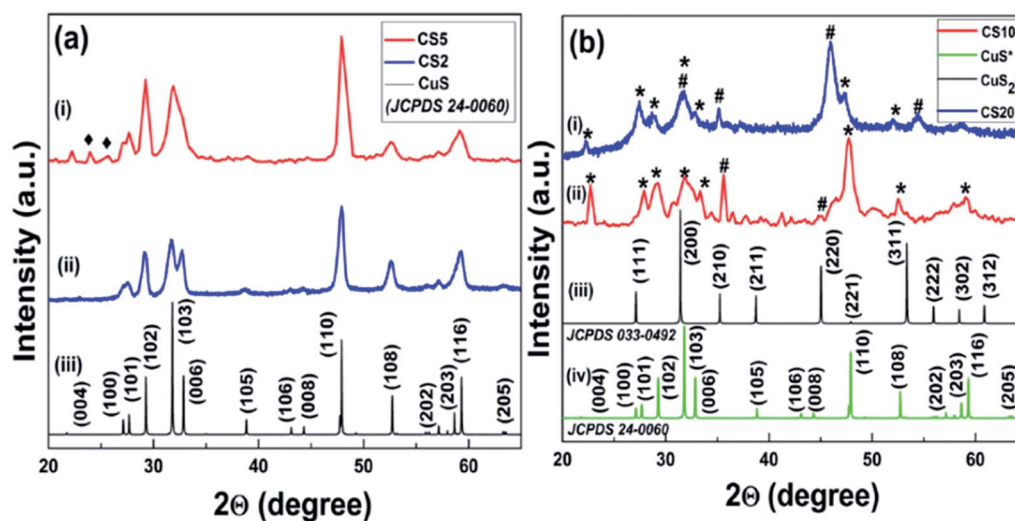 (a)
CS5
CS2
CuS
(JCPDS 24-0060)
(i)
♦ ♦
(ii)
(iii)
(004)
(100)
(101)
(102)
(103)
(006)
(105)
(106)
(008)
(110)
(108)
(202)
(203)
(116)
(205)
20 30 40 50 60
2Θ (degree)
Intensity (a.u.)
(b)
CS10
CuS*
CuS2
CS20
(i)
* * * * # * # # * * #
(ii)
* * * * * # # * * *
(iii)
(111)
(200)
(210)
(211)
(220)
(221)
(311)
(222)
(302)
(312)
JCPDS 033-0492
(iv)
(004)
(100)
(101)
(102)
(103)
(006)
(105)
(106)
(008)
(110)
(108)
(202)
(203)
(116)
(205)
JCPDS 24-0060
20 30 40 50 60
2Θ (degree)
Intensity (a.u.)